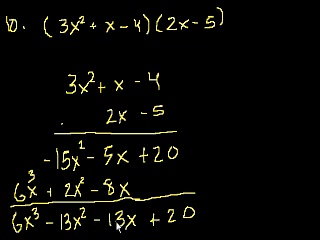 10. (3x² + x - 4)(2x - 5)
3x² + x - 4
2x - 5
-15x² - 5x + 20
6x³ + 2x² - 8x
6x³ - 13x² - 13x + 20